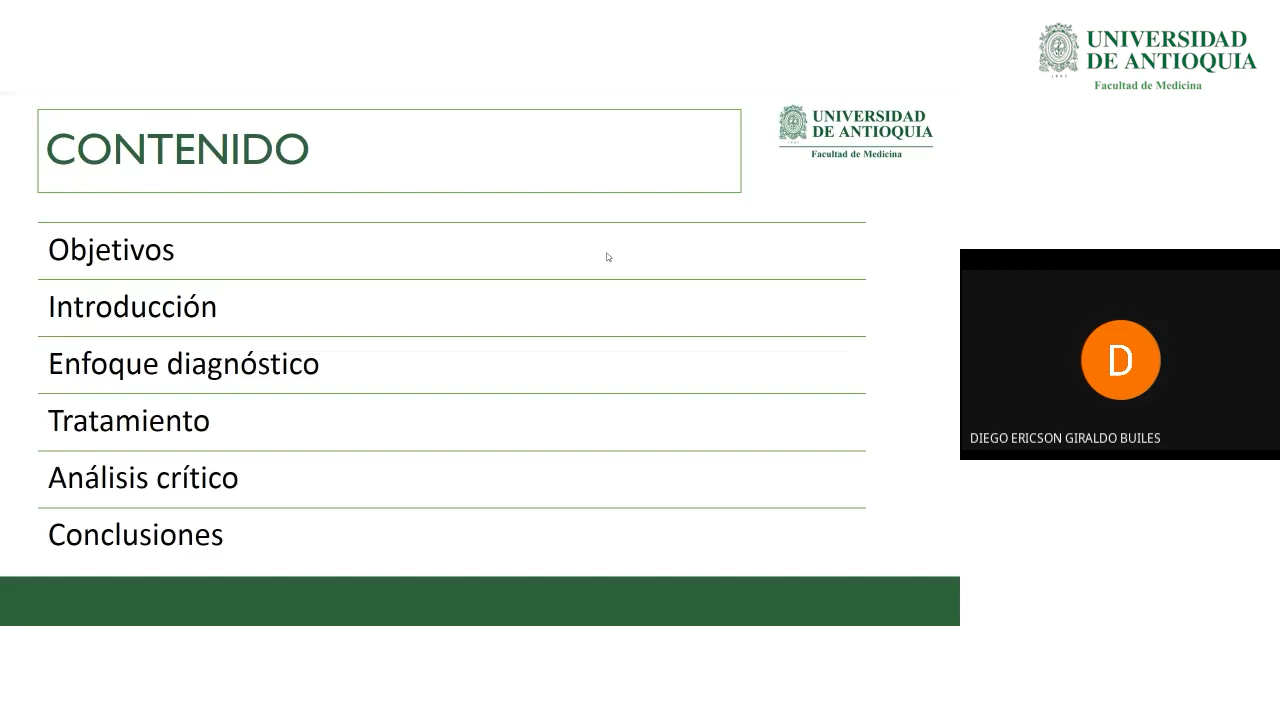 UNIVERSIDAD
DE ANTIOQUIA
Facultad de Medicina
CONTENIDO
UNIVERSIDAD
DE ANTIOQUIA
Facultad de Medicina
Objetivos
Introducción
Enfoque diagnóstico
Tratamiento
Análisis crítico
Conclusiones
D
DIEGO ERICSON GIRALDO BUILES